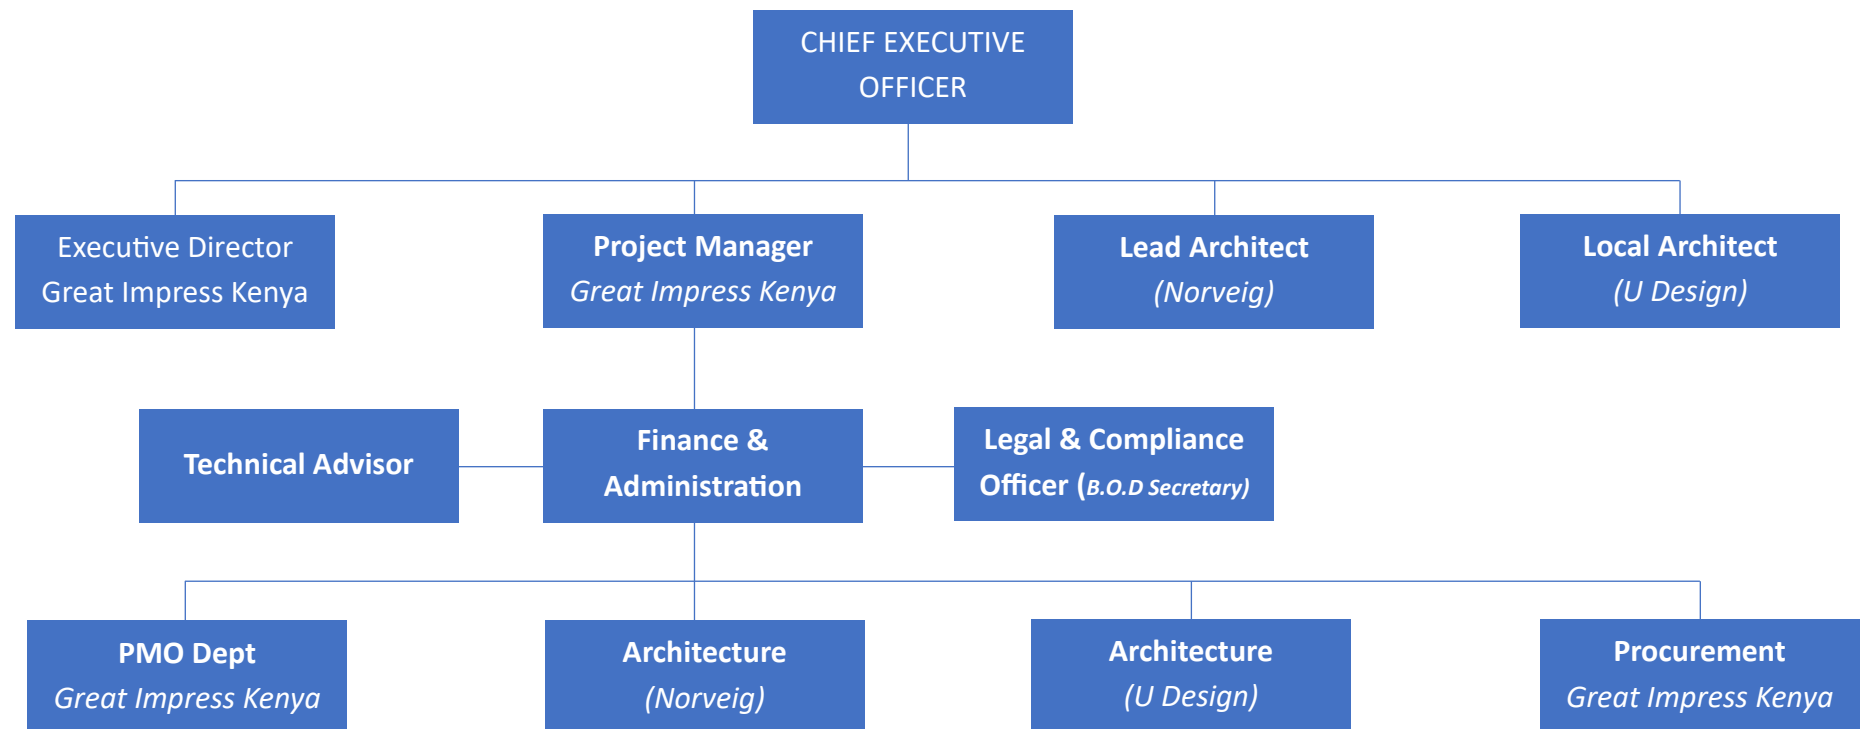 CHIEF EXECUTIVE
OFFICER
Executive Director
Great Impress Kenya
Project Manager
Great Impress Kenya
Lead Architect
(Norveig)
Local Architect
(U Design)
Technical Advisor
Finance &
Administration
Legal & Compliance
Officer (B.O.D Secretary)
PMO Dept
Great Impress Kenya
Architecture
(Norveig)
Architecture
(U Design)
Procurement
Great Impress Kenya